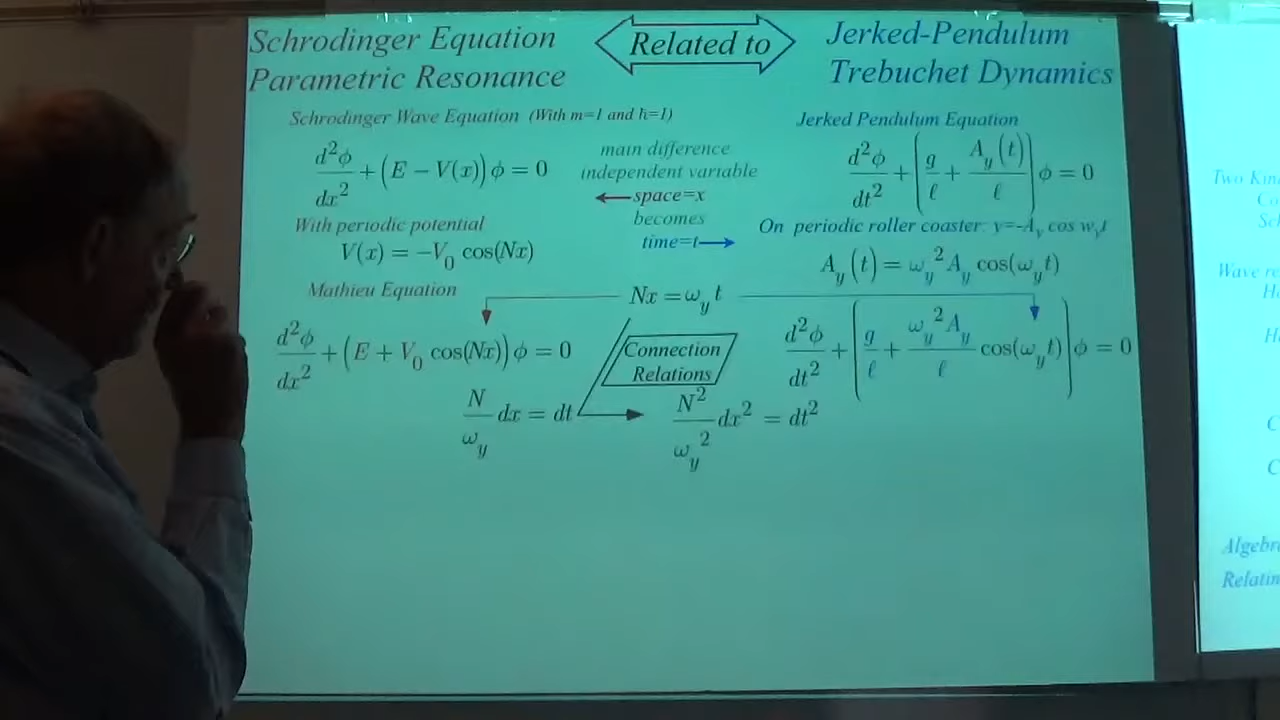 Schrodinger Equation
Parametric Resonance
Related to
Jerked-Pendulum
Trebuchet Dynamics
Schrodinger Wave Equation (With m=1 and ħ=1)
d²ϕ/dx² + (E − V(x))ϕ = 0
With periodic potential
V(x) = −V₀ cos(Nx)
Mathieu Equation
d²ϕ/dx² + (E + V₀ cos(Nx))ϕ = 0
main difference
independent variable
←space=x
becomes
time=t→
Nx = ω_y t
Connection
Relations
N/ω_y dx = dt
N²/ω_y² dx² = dt²
Jerked Pendulum Equation
d²ϕ/dt² + (g/ℓ + A_y(t)/ℓ)ϕ = 0
On periodic roller coaster: y=-A_y cos w_y t
A_y(t) = ω_y² A_y cos(ω_y t)
d²ϕ/dt² + (g/ℓ + ω_y² A_y/ℓ cos(ω_y t))ϕ = 0
Two
Wave
Relatin